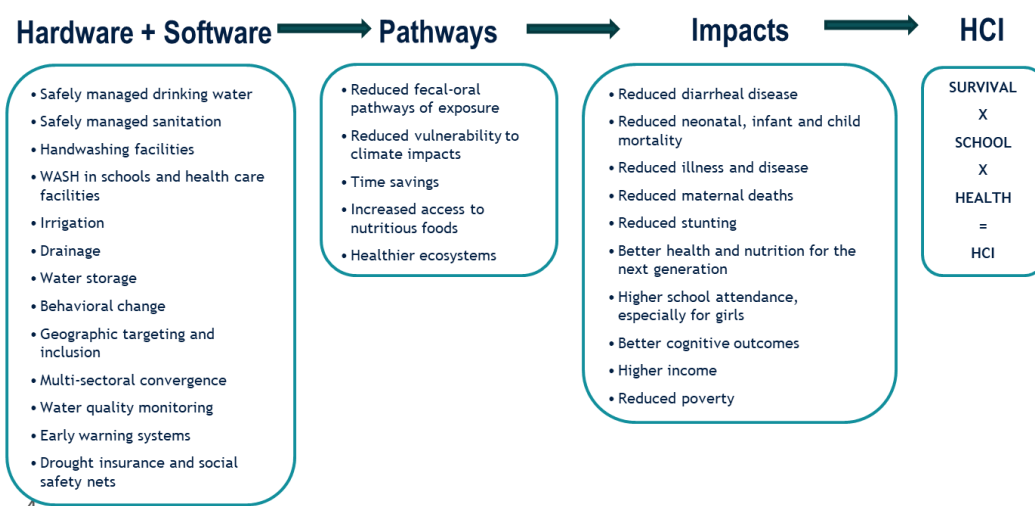 Hardware + Software
Pathways
Impacts
HCI
• Safely managed drinking water
• Safely managed sanitation
• Handwashing facilities
• WASH in schools and health care
facilities
• Irrigation
• Drainage
• Water storage
• Behavioral change
• Geographic targeting and
inclusion
• Multi-sectoral convergence
• Water quality monitoring
• Early warning systems
• Drought insurance and social
safety nets
• Reduced fecal-oral
pathways of exposure
• Reduced vulnerability to
climate impacts
• Time savings
• Increased access to
nutritious foods
• Healthier ecosystems
• Reduced diarrheal disease
• Reduced neonatal, infant and child
mortality
• Reduced illness and disease
• Reduced maternal deaths
• Reduced stunting
• Better health and nutrition for the
next generation
• Higher school attendance,
especially for girls
• Better cognitive outcomes
• Higher income
• Reduced poverty
SURVIVAL
X
SCHOOL
X
HEALTH
=
HCI